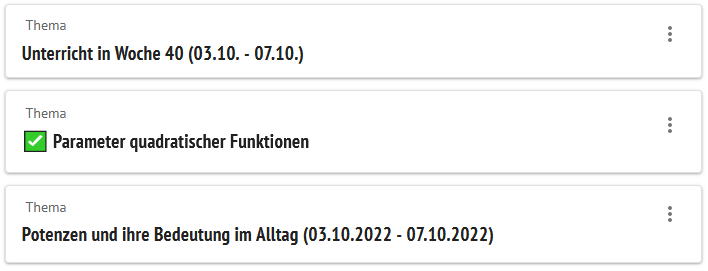 Thema
Unterricht in Woche 40 (03.10. - 07.10.)
Thema
✅ Parameter quadratischer Funktionen
Thema
Potenzen und ihre Bedeutung im Alltag (03.10.2022 - 07.10.2022)